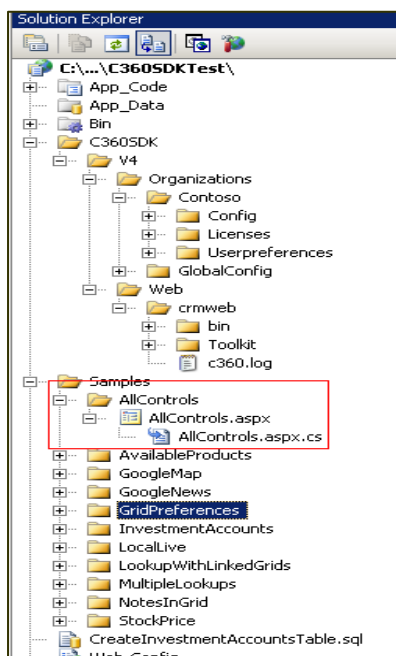 Solution Explorer
C:\...\C360SDKTest\
App_Code
App_Data
Bin
C360SDK
V4
Organizations
Contoso
Config
Licenses
Userpreferences
GlobalConfig
Web
crmweb
bin
Toolkit
c360.log
Samples
AllControls
AllControls.aspx
AllControls.aspx.cs
AvailableProducts
GoogleMap
GoogleNews
GridPreferences
InvestmentAccounts
LocalLive
LookupWithLinkedGrids
MultipleLookups
NotesInGrid
StockPrice
CreateInvestmentAccountsTable.sql
Web.Config